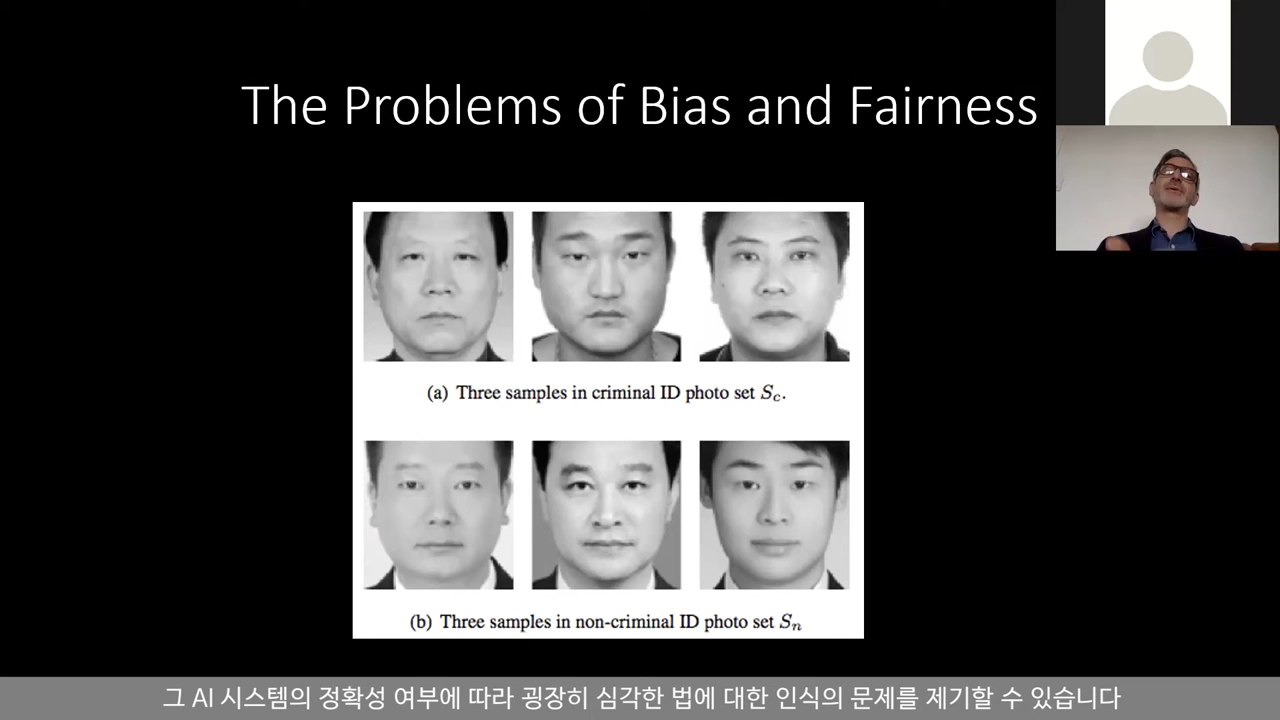 The Problems of Bias and Fairness
(a) Three samples in criminal ID photo set Sc.
(b) Three samples in non-criminal ID photo set Sn
그 AI 시스템의 정확성 여부에 따라 굉장히 심각한 법에 대한 인식의 문제를 제기할 수 있습니다